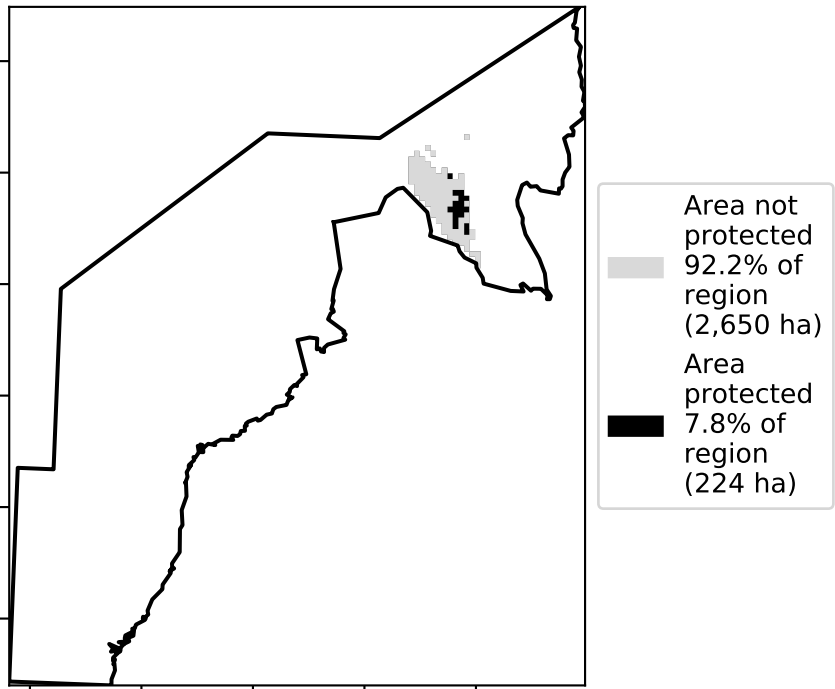 Area not
protected
92.2% of
region
(2,650 ha)
Area
protected
7.8% of
region
(224 ha)